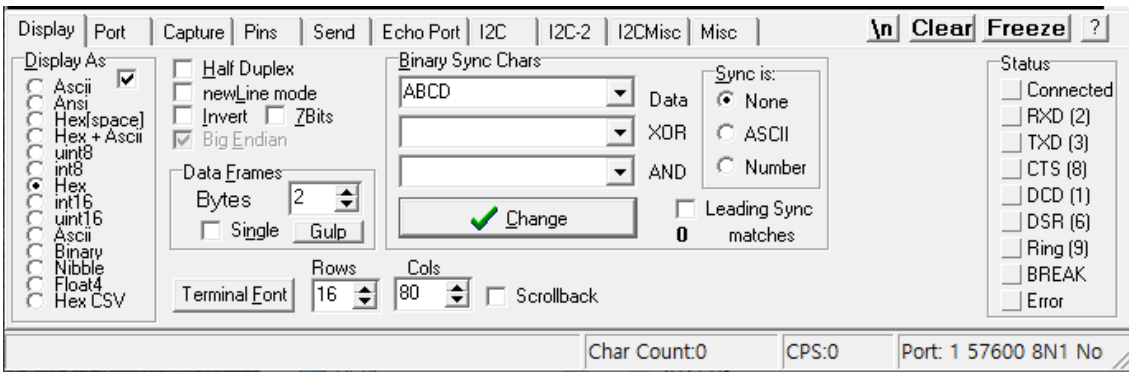 Display Port Capture Pins Send Echo Port I2C I2C-2 I2CMisc Misc \n Clear Freeze ?
Display As
Ascii
Ansi
Hex[space]
Hex + Ascii
uint8
int8
Hex
int16
uint16
Ascii
Binary
Nibble
Float4
Hex CSV
Half Duplex
newLine mode
Invert 7Bits
Big Endian
Data Frames
Bytes 2
Single Gulp
Binary Sync Chars
ABCD Data
XOR
AND
Change
Sync is:
None
ASCII
Number
Leading Sync
0 matches
Terminal Font
Rows
16
Cols
80
Scrollback
Status
Connected
RXD (2)
TXD (3)
CTS (8)
DCD (1)
DSR (6)
Ring (9)
BREAK
Error
Char Count:0 CPS:0 Port: 1 57600 8N1 No